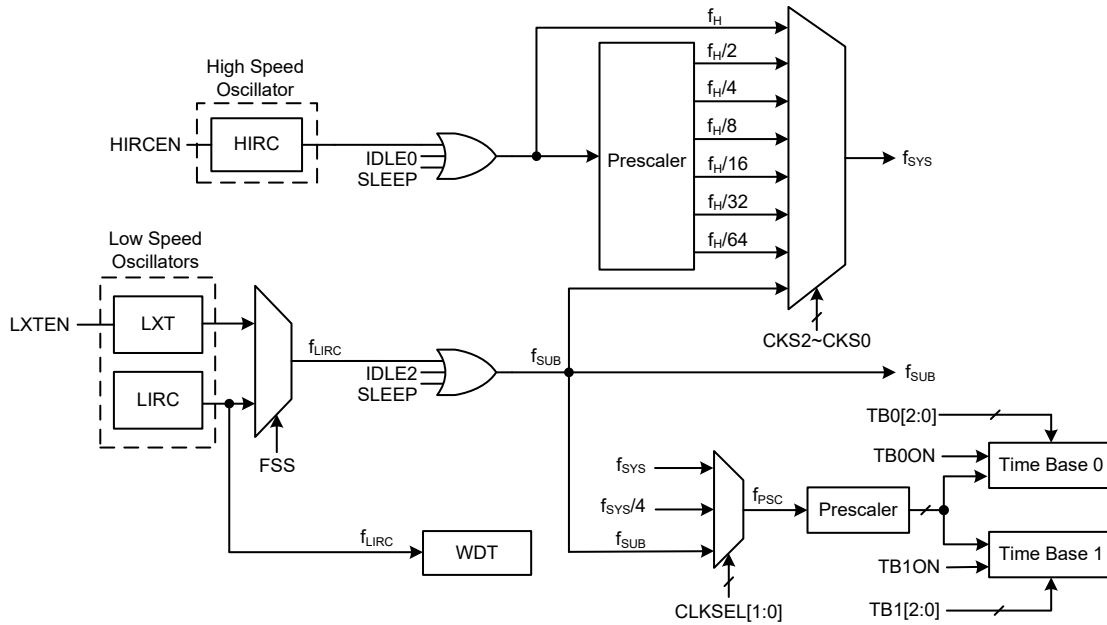 High Speed
Oscillator
HIRCEN
HIRC
IDLE0
SLEEP
fH
Prescaler
fH/2
fH/4
fH/8
fH/16
fH/32
fH/64
fSYS
CKS2~CKS0
Low Speed
Oscillators
LXTEN
LXT
LIRC
FSS
fLIRC
IDLE2
SLEEP
fSUB
fSUB
fLIRC
WDT
fSYS
fSYS/4
fSUB
CLKSEL[1:0]
fPSC
Prescaler
TB0[2:0]
TB0ON
Time Base 0
Time Base 1
TB1ON
TB1[2:0]